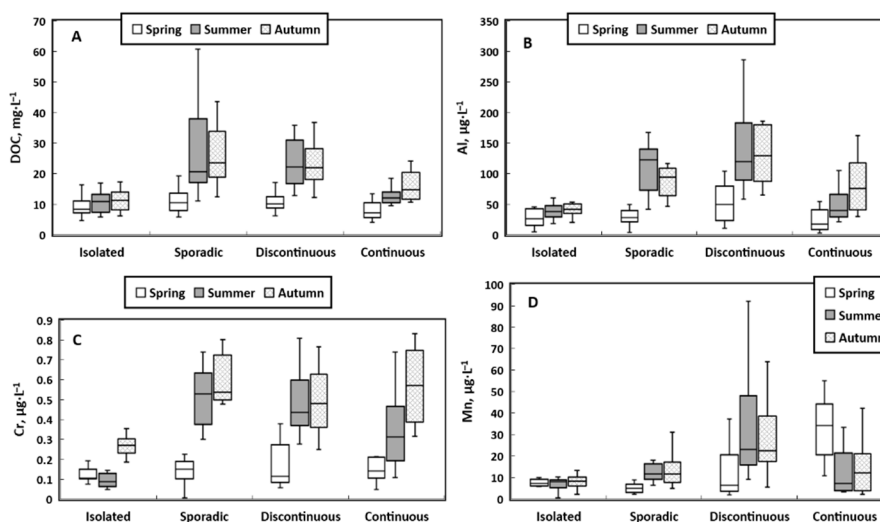 Spring Summer Autumn
A
DOC, mg·L⁻¹
70
60
50
40
30
20
10
0
Isolated Sporadic Discontinuous Continuous
Spring Summer Autumn
B
Al, µg·L⁻¹
350
300
250
200
150
100
50
0
Isolated Sporadic Discontinuous Continuous
Spring Summer Autumn
C
Cr, µg·L⁻¹
0.9
0.8
0.7
0.6
0.5
0.4
0.3
0.2
0.1
0
Isolated Sporadic Discontinuous Continuous
D
Spring
Summer
Autumn
Mn, µg·L⁻¹
100
90
80
70
60
50
40
30
20
10
0
Isolated Sporadic Discontinuous Continuous